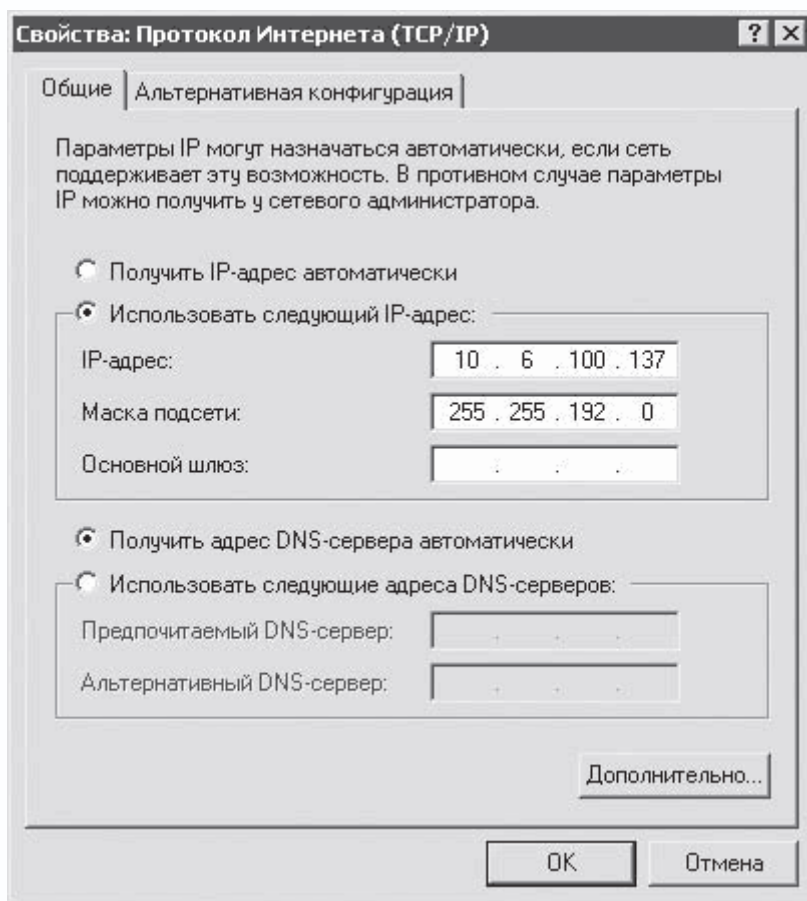 Свойства: Протокол Интернета (TCP/IP)
Общие
Альтернативная конфигурация
Параметры IP могут назначаться автоматически, если сеть
поддерживает эту возможность. В противном случае параметры
IP можно получить у сетевого администратора.
Получить IP-адрес автоматически
Использовать следующий IP-адрес:
IP-адрес: 10 . 6 . 100 . 137
Маска подсети: 255 . 255 . 192 . 0
Основной шлюз: . . .
Получить адрес DNS-сервера автоматически
Использовать следующие адреса DNS-серверов:
Предпочитаемый DNS-сервер: . . .
Альтернативный DNS-сервер: . . .
Дополнительно...
OK Отмена